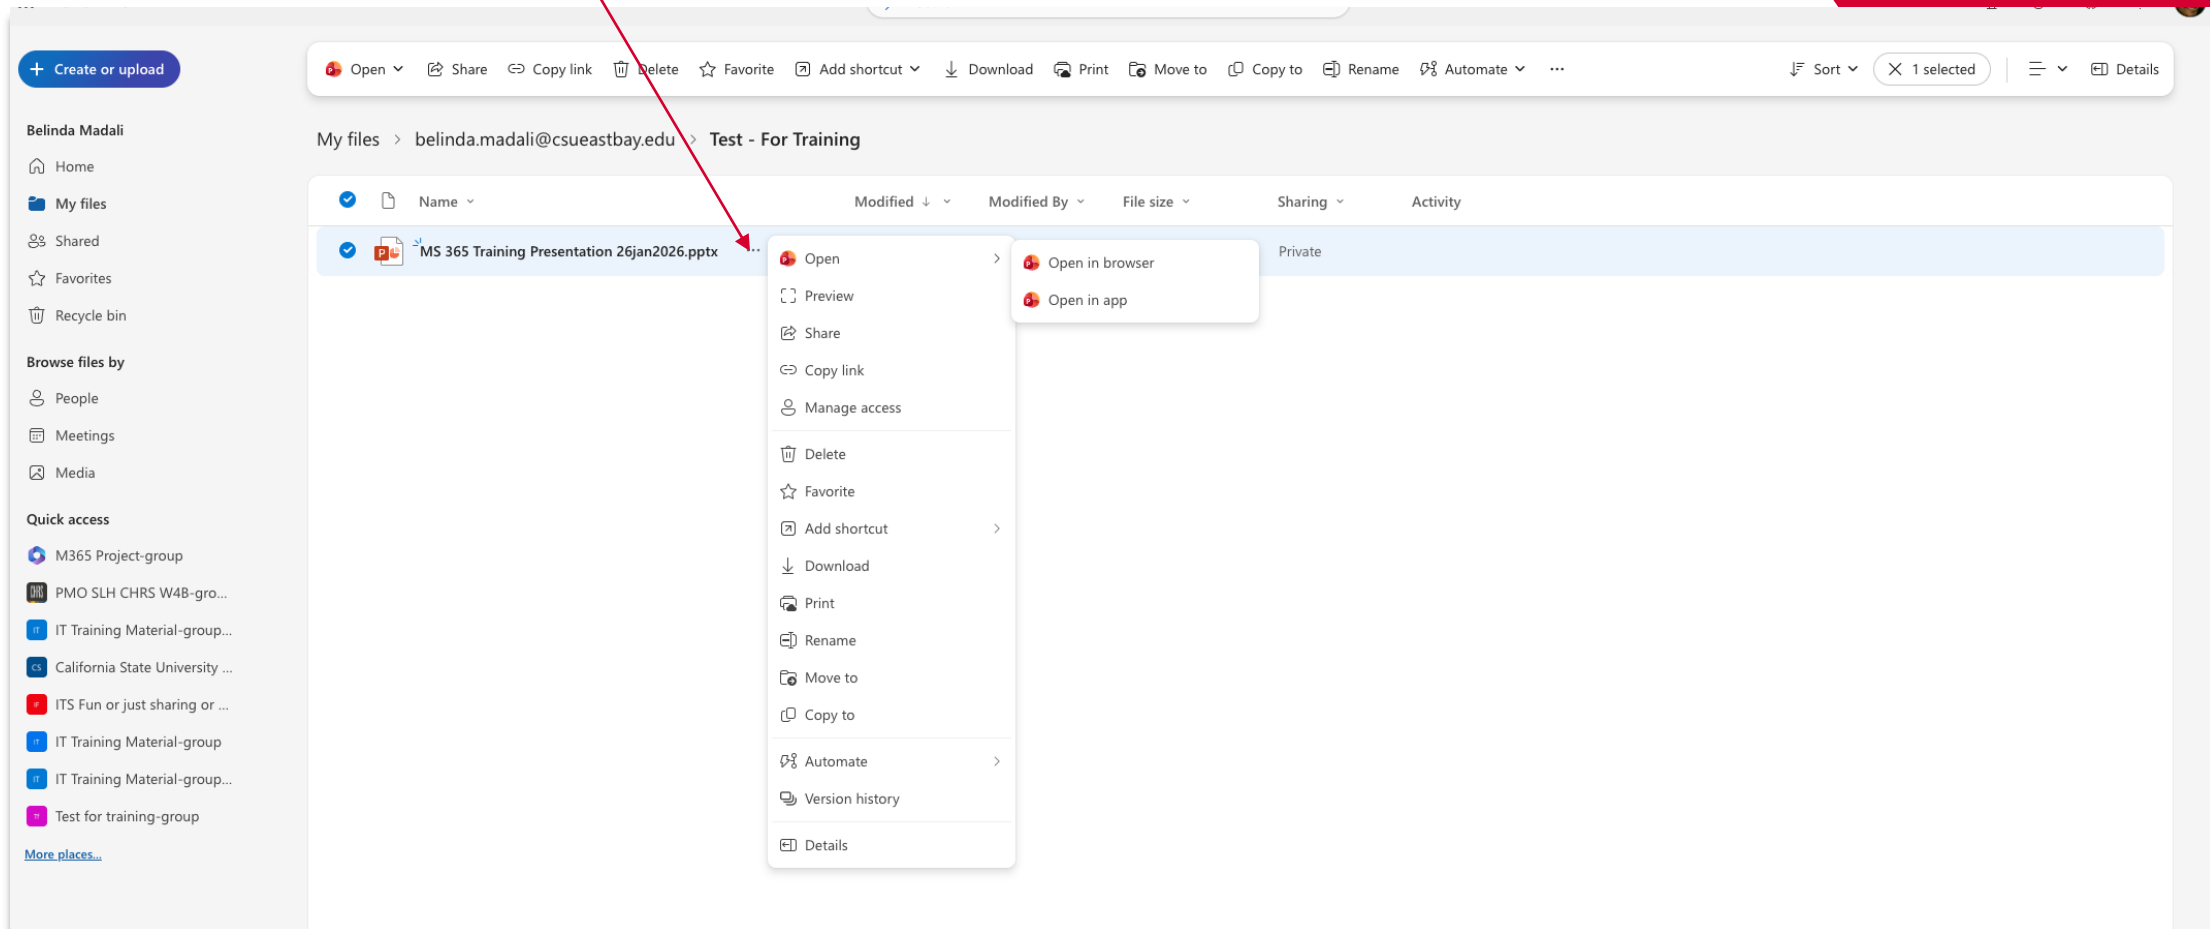 Create or upload
Open
Share
Copy link
Delete
Favorite
Add shortcut
Download
Print
Move to
Copy to
Rename
Automate
Sort
1 selected
Details
Belinda Madali
Home
My files
Shared
Favorites
Recycle bin
Browse files by
People
Meetings
Media
Quick access
M365 Project-group
PMO SLH CHRS W4B-gro...
IT Training Material-group...
California State University ...
ITS Fun or just sharing or ...
IT Training Material-group
IT Training Material-group...
Test for training-group
More places...
My files > belinda.madali@csueastbay.edu > Test - For Training
Name
Modified
Modified By
File size
Sharing
Activity
MS 365 Training Presentation 26jan2026.pptx
Private
Open
Preview
Share
Copy link
Manage access
Delete
Favorite
Add shortcut
Download
Print
Rename
Move to
Copy to
Automate
Version history
Details
Open in browser
Open in app